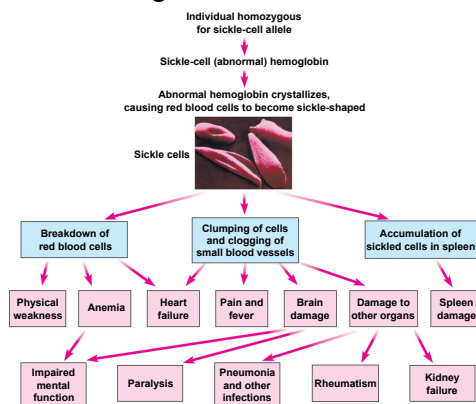 Individual homozygous
for sickle-cell allele
Sickle-cell (abnormal) hemoglobin
Abnormal hemoglobin crystallizes,
causing red blood cells to become sickle-shaped
Sickle cells
Breakdown of
red blood cells
Clumping of cells
and clogging of
small blood vessels
Accumulation of
sickled cells in spleen
Physical
weakness
Anemia
Heart
failure
Pain and
fever
Brain
damage
Damage to
other organs
Spleen
damage
Impaired
mental
function
Paralysis
Pneumonia
and other
infections
Rheumatism
Kidney
failure